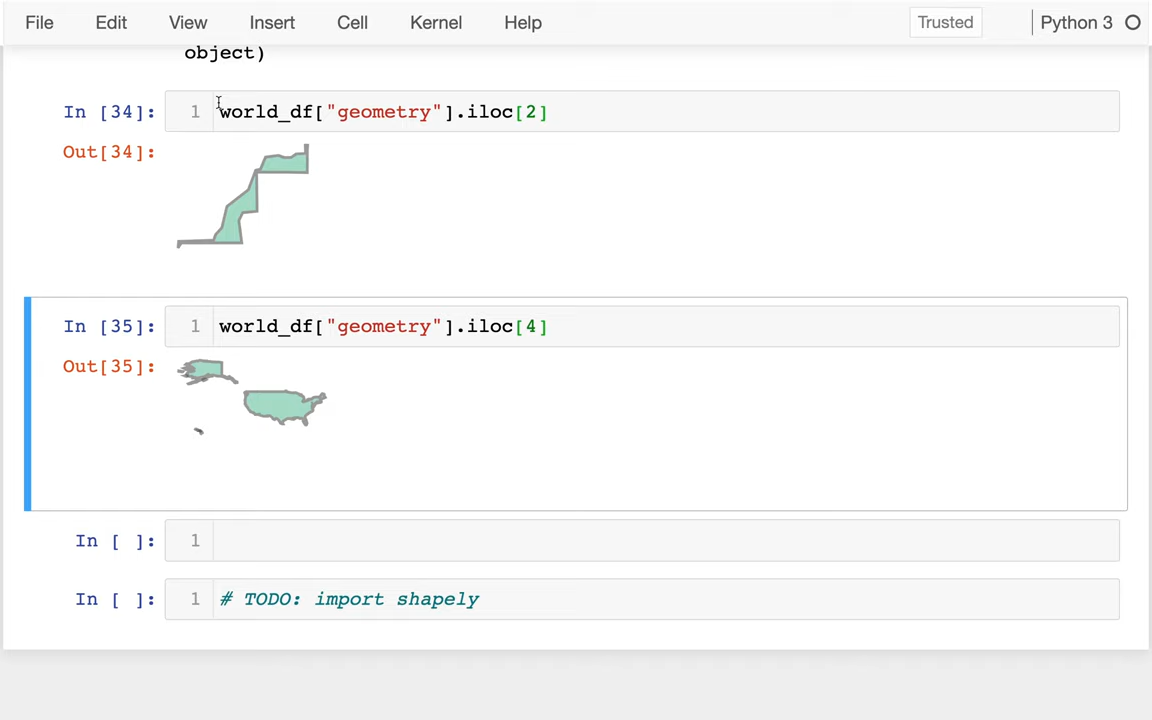 File Edit View Insert Cell Kernel Help Trusted Python 3
object)
In [34]: 1 world_df["geometry"].iloc[2]
Out[34]:
In [35]: 1 world_df["geometry"].iloc[4]
Out[35]:
In [ ]: 1
In [ ]: 1 # TODO: import shapely